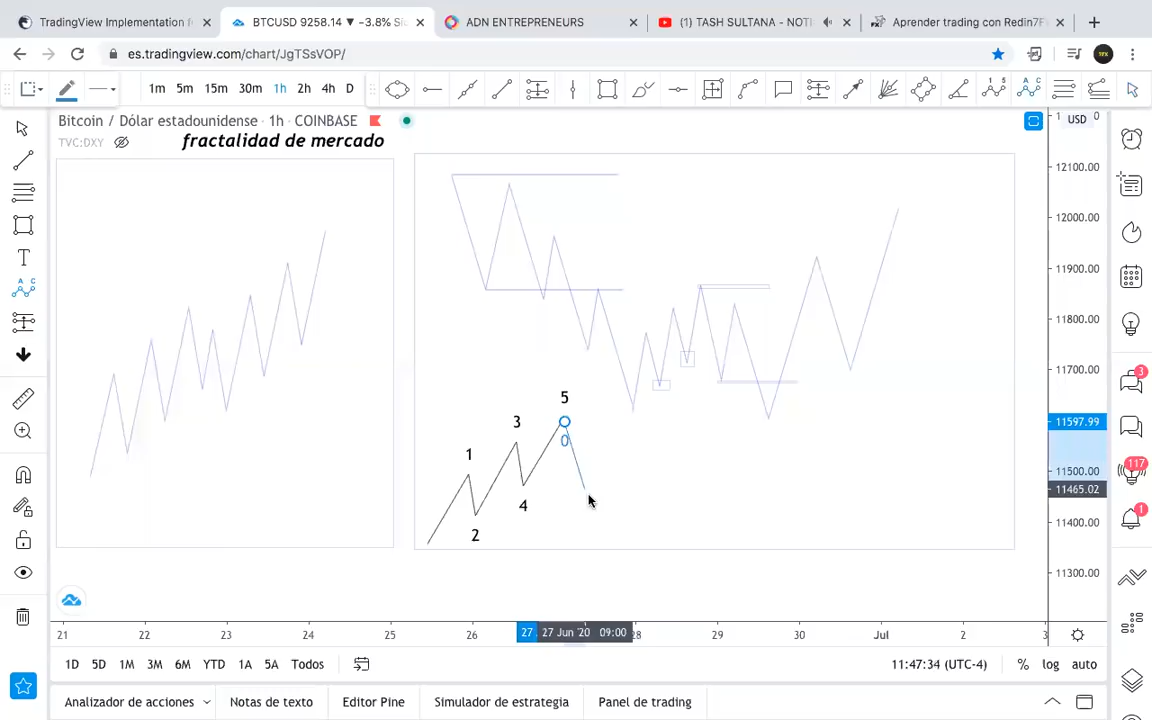 TradingView Implementation f
BTCUSD 9258.14 ▼ −3.8% Si
ADN ENTREPRENEURS
(1) TASH SULTANA - NOTI
Aprender trading con Redin7F
es.tradingview.com/chart/JgTSsVOP/
1m 5m 15m 30m 1h 2h 4h D
Bitcoin / Dólar estadounidense · 1h · COINBASE
TVC:DXY
fractalidad de mercado
USD
12100.00
12000.00
11900.00
11800.00
11700.00
11597.99
11500.00
11465.02
11400.00
11300.00
1
2
3
4
5
0
3
117
1
21 22 23 24 25 26 27 27 Jun '20 09:00 28 29 30 Jul 2 3
1D 5D 1M 3M 6M YTD 1A 5A Todos
11:47:34 (UTC-4) % log auto
Analizador de acciones Notas de texto Editor Pine Simulador de estrategia Panel de trading